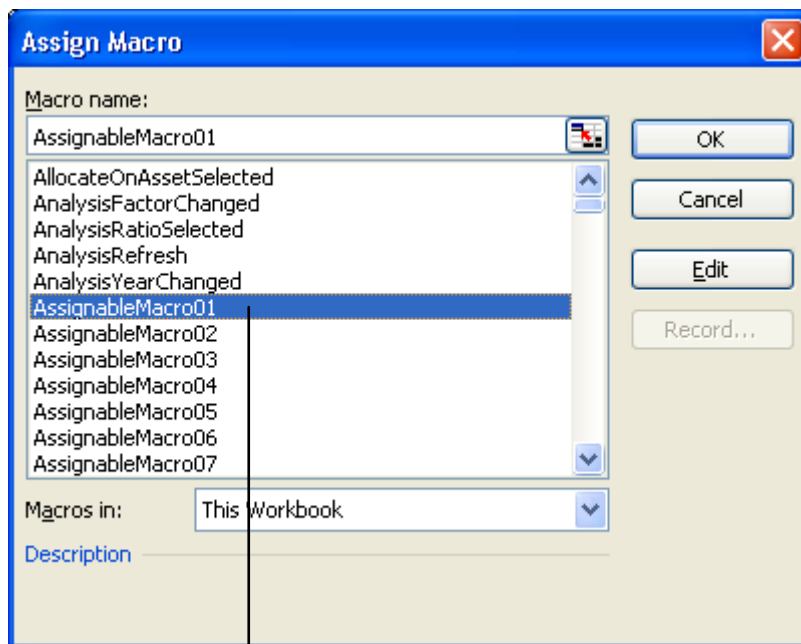 Assign Macro
Macro name:
AssignableMacro01
OK
AllocateOnAssetSelected
AnalysisFactorChanged
AnalysisRatioSelected
AnalysisRefresh
AnalysisYearChanged
AssignableMacro01
AssignableMacro02
AssignableMacro03
AssignableMacro04
AssignableMacro05
AssignableMacro06
AssignableMacro07
Cancel
Edit
Record...
Macros in: This Workbook
Description